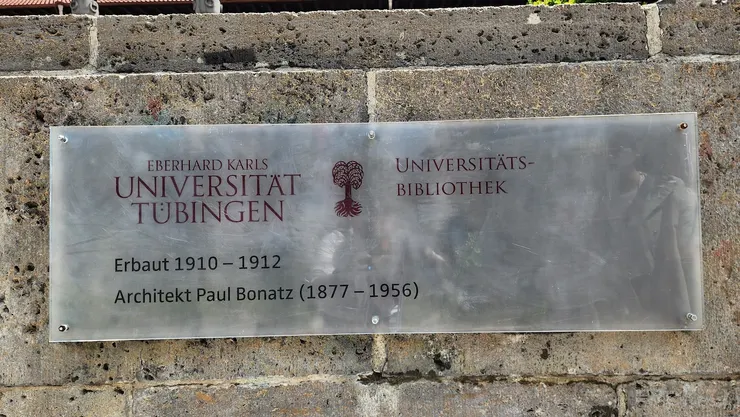 EBERHARD KARLS
UNIVERSITÄT
TÜBINGEN
UNIVERSITÄTS-
BIBLIOTHEK
Erbaut 1910 – 1912
Architekt Paul Bonatz (1877 – 1956)